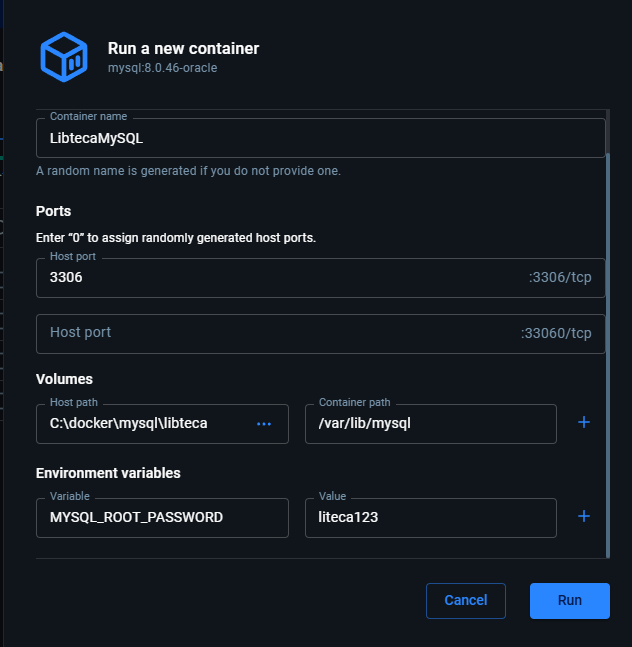 Run a new container
mysql:8.0.46-oracle
Container name
LibtecaMySQL
A random name is generated if you do not provide one.
Ports
Enter “0” to assign randomly generated host ports.
Host port
3306 :3306/tcp
Host port :33060/tcp
Volumes
Host path Container path
C:\docker\mysql\libteca ••• /var/lib/mysql +
Environment variables
Variable Value
MYSQL_ROOT_PASSWORD liteca123 +
Cancel Run